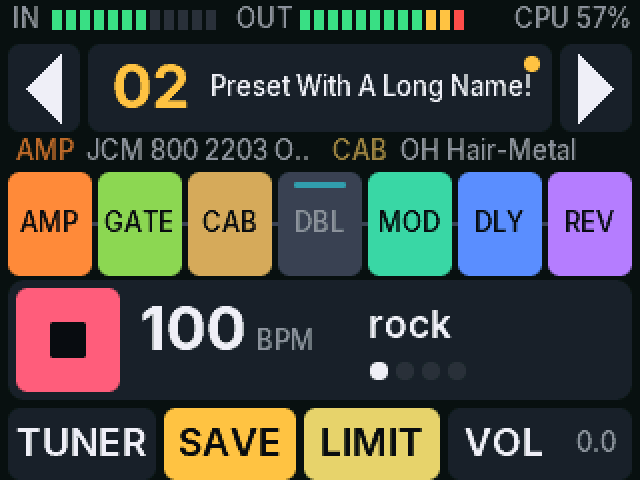 IN OUT CPU 57%
02 Preset With A Long Name!
AMP JCM 800 2203 O.. CAB OH Hair-Metal
AMP GATE CAB DBL MOD DLY REV
100 BPM rock
TUNER SAVE LIMIT VOL 0.0